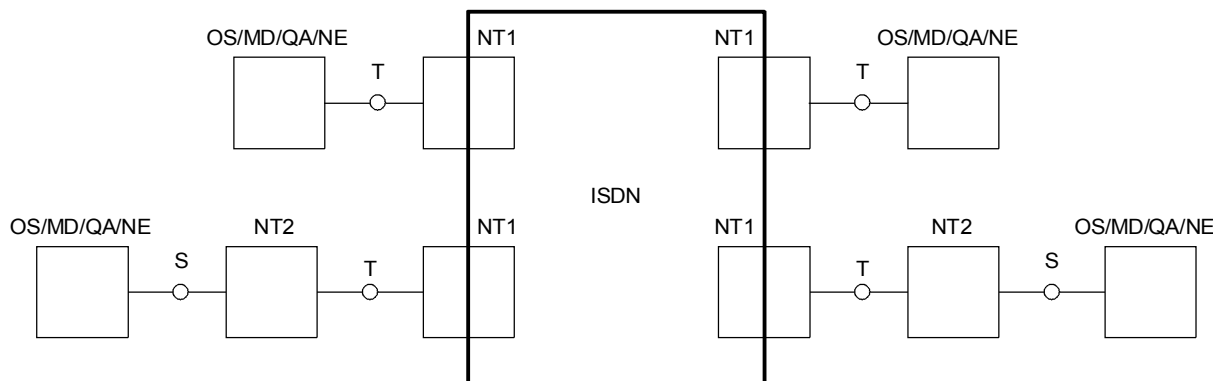 OS/MD/QA/NE NT1 NT1 OS/MD/QA/NE
T T
ISDN
OS/MD/QA/NE NT2 NT1 NT1 NT2 OS/MD/QA/NE
S T T S